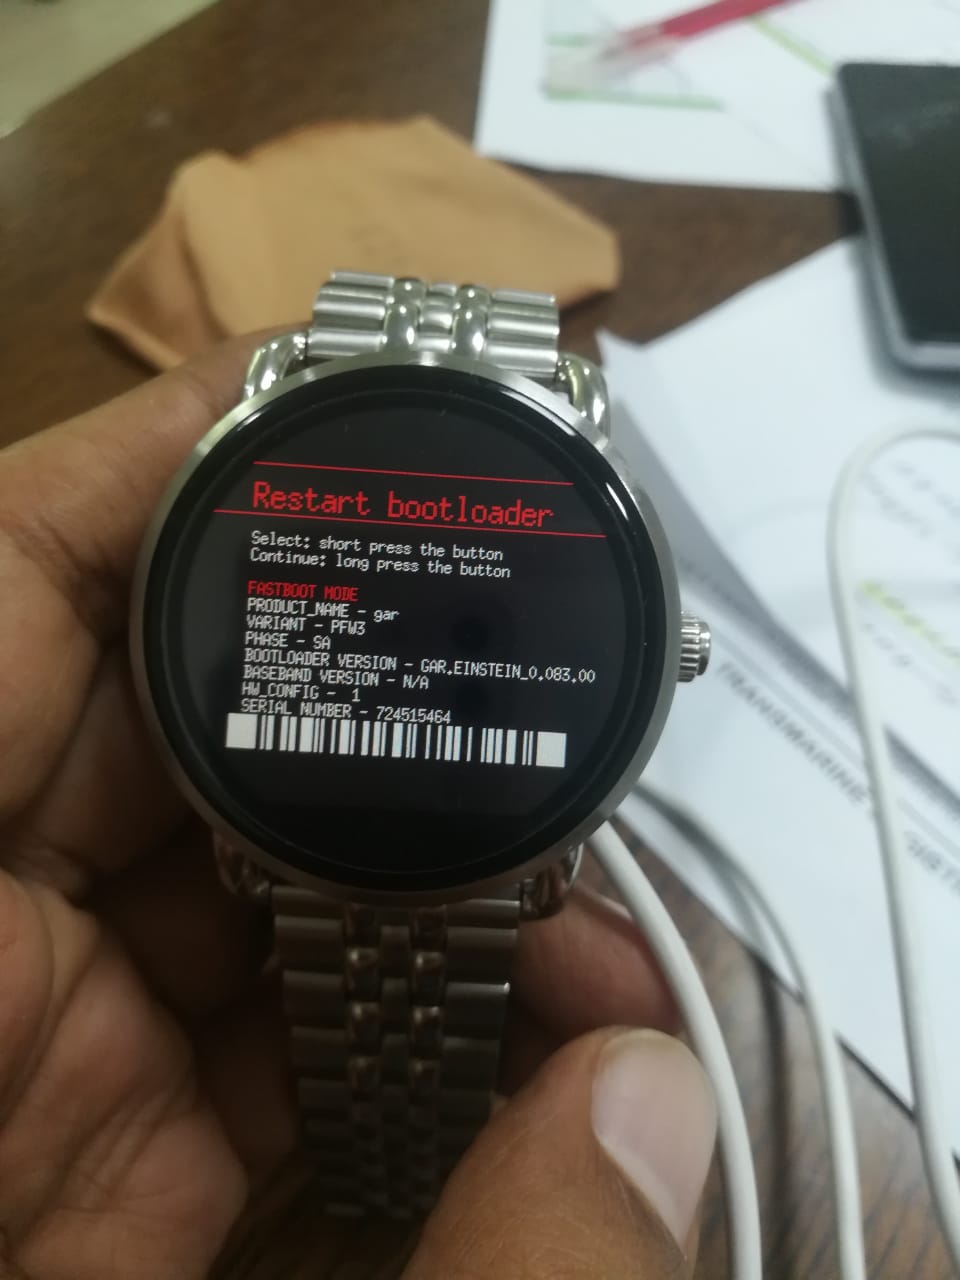 Restart bootloader
Select: short press the button
Continue: long press the button
FASTBOOT MODE
PRODUCT_NAME - gar
VARIANT - PFW3
PHASE - SA
BOOTLOADER VERSION - GAR.EINSTEIN_0.083.00
BASEBAND VERSION - N/A
HW_CONFIG - 1
SERIAL NUMBER - 724515464
TRANSMARINE